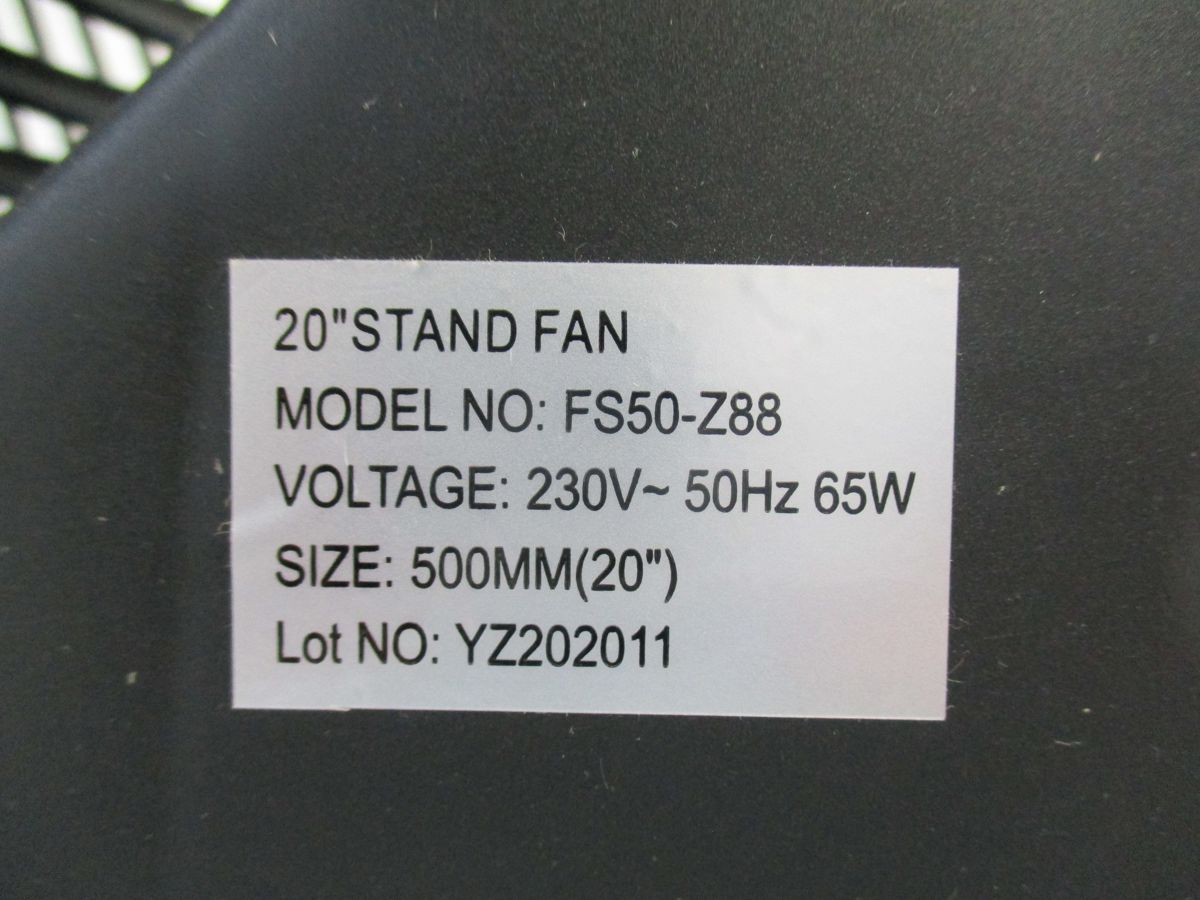 20"STAND FAN
MODEL NO: FS50-Z88
VOLTAGE: 230V~ 50Hz 65W
SIZE: 500MM(20")
Lot NO: YZ202011